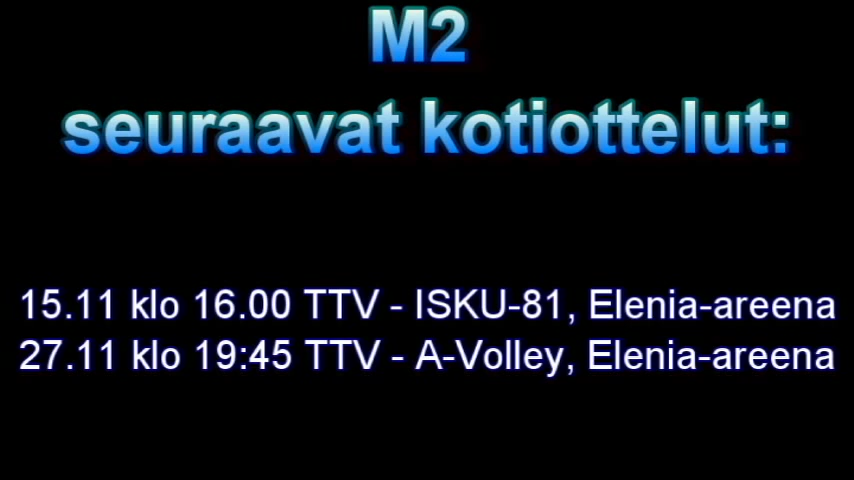 M2
seuraavat kotiottelut:
15.11 klo 16.00 TTV - ISKU-81, Elenia-areena
27.11 klo 19:45 TTV - A-Volley, Elenia-areena